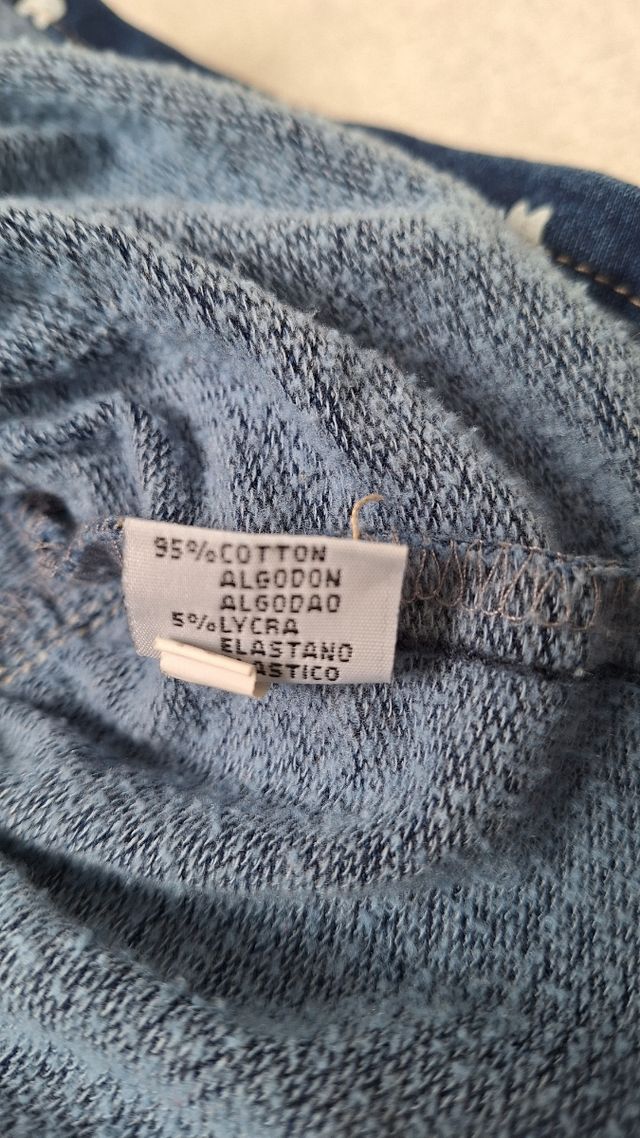 95% COTTON
ALGODON
ALGODAO
5% LYCRA
ELASTANO
ASTICO